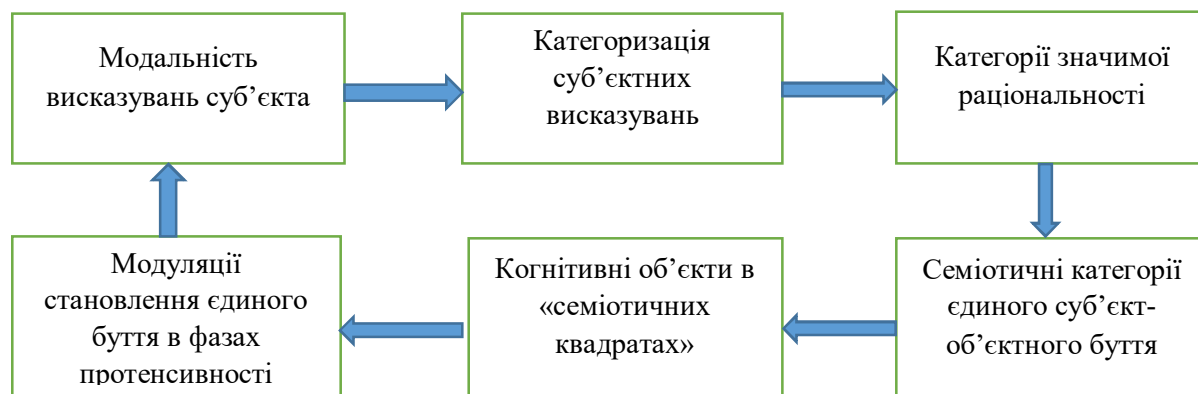 Модальність
висказувань суб’єкта
Категоризація
суб’єктних
висказувань
Категорії значимої
раціональності
Семіотичні категорії
єдиного суб’єкт-
об’єктного буття
Когнітивні об’єкти в
«семіотичних
квадратах»
Модуляції
становлення єдиного
буття в фазах
протенсивності